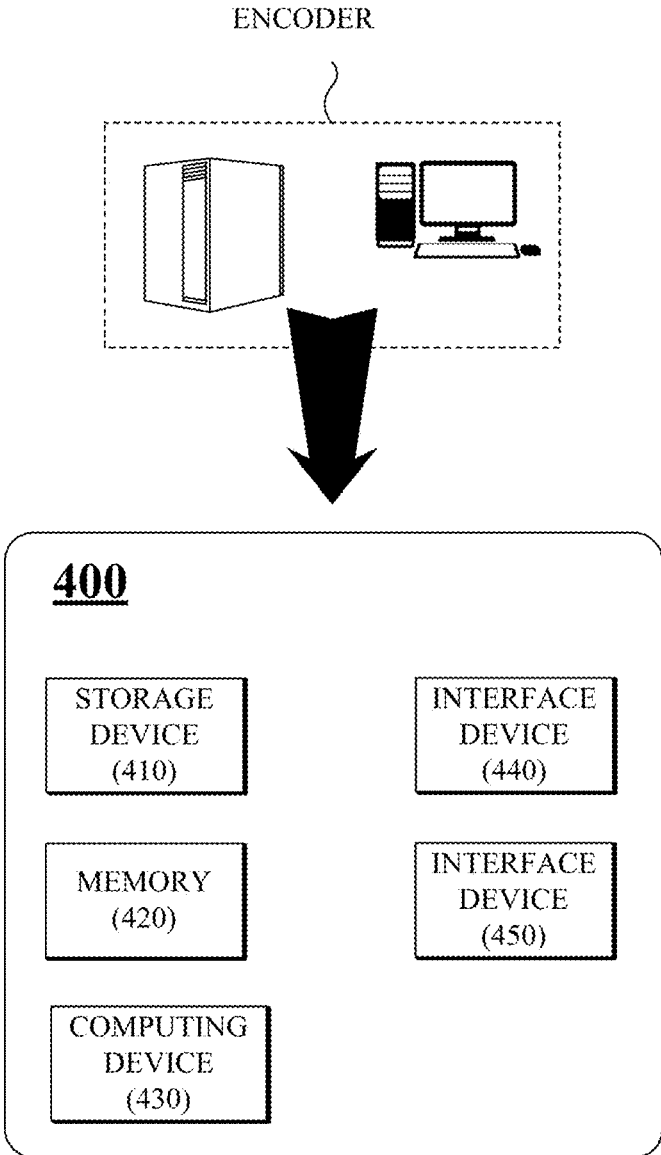 ENCODER
400
STORAGE
DEVICE
(410)
INTERFACE
DEVICE
(440)
MEMORY
(420)
INTERFACE
DEVICE
(450)
COMPUTING
DEVICE
(430)